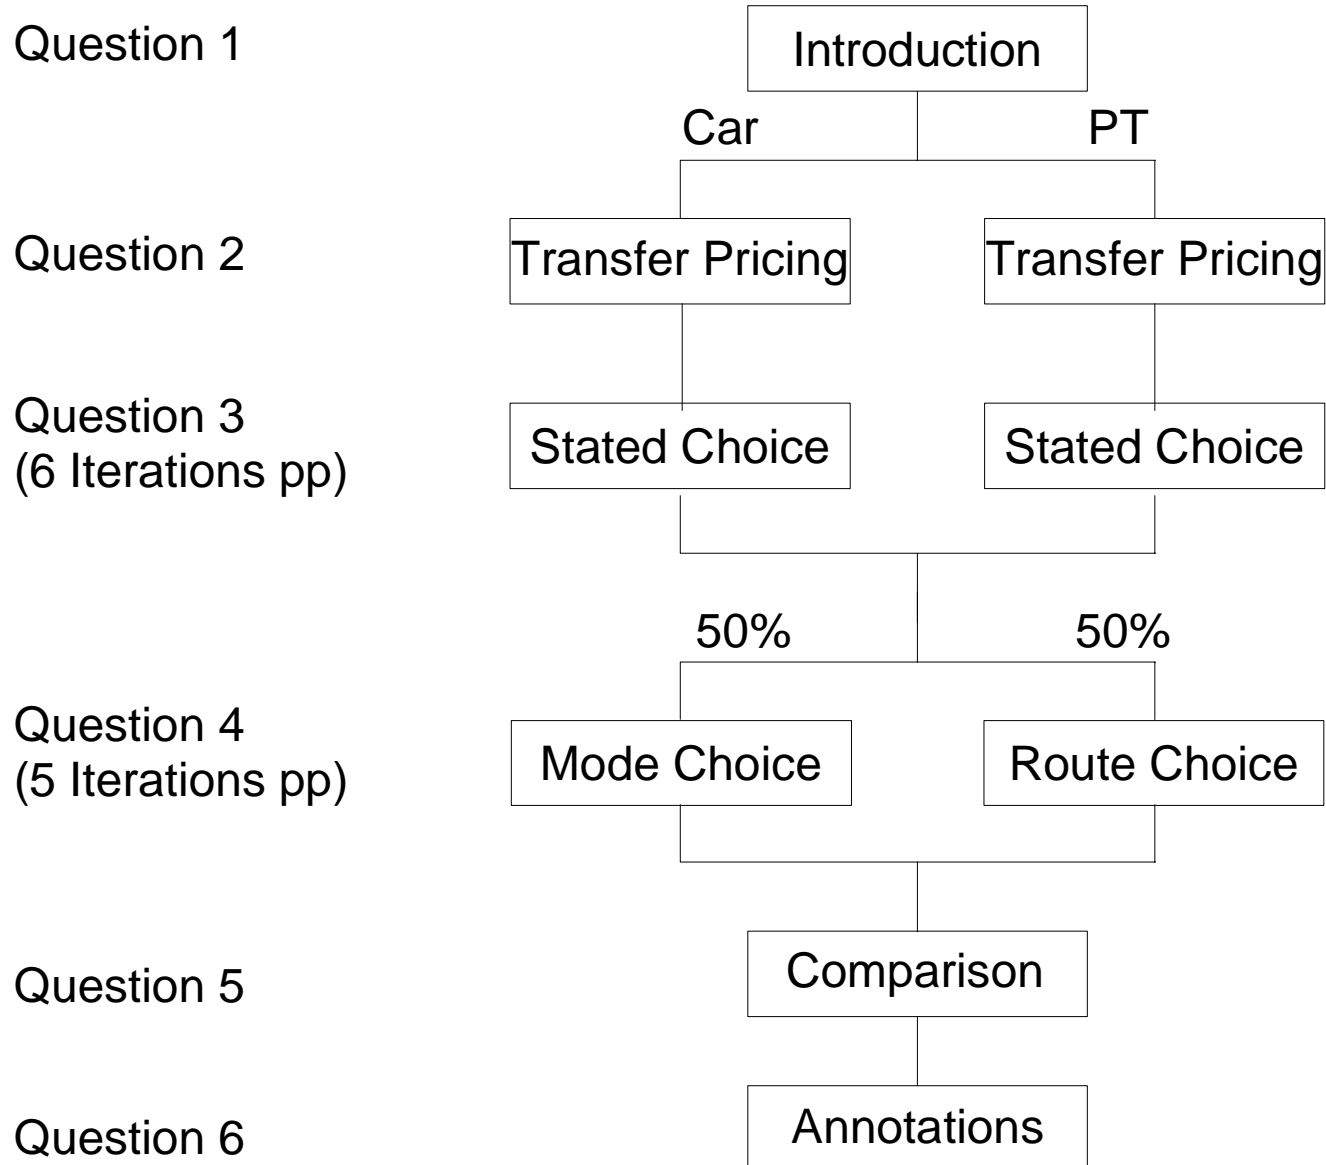 Question 1
Introduction
Car
PT
Question 2
Transfer Pricing
Transfer Pricing
Question 3
(6 Iterations pp)
Stated Choice
Stated Choice
50%
50%
Question 4
(5 Iterations pp)
Mode Choice
Route Choice
Question 5
Comparison
Question 6
Annotations